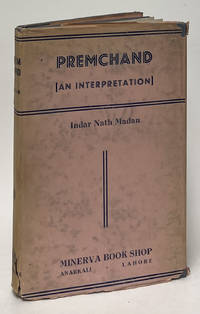 PREMCHAND
[AN INTERPRETATION]
Indar Nath Madan
MINERVA BOOK SHOP
ANARKALI LAHORE